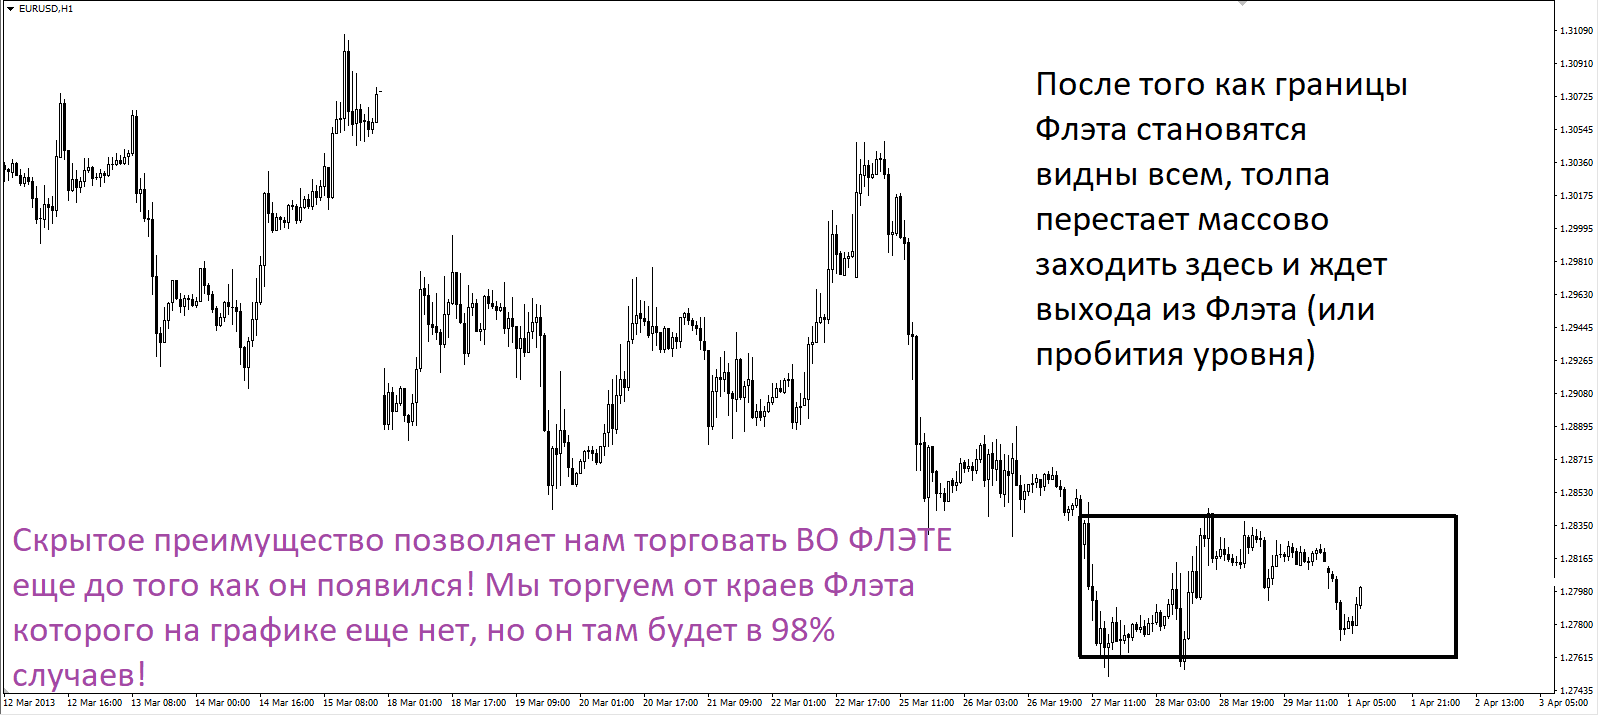 EURUSD,H1
После того как границы
Флэта становятся
видны всем, толпа
перестает массово
заходить здесь и ждет
выхода из Флэта (или
пробития уровня)
Скрытое преимущество позволяет нам торговать ВО ФЛЭТЕ
еще до того как он появился! Мы торгуем от краев Флэта
которого на графике еще нет, но он там будет в 98%
случаев!
1.31090
1.30910
1.30725
1.30545
1.30360
1.30175
1.29995
1.29810
1.29630
1.29445
1.29265
1.29080
1.28895
1.28715
1.28530
1.28350
1.28165
1.27980
1.27800
1.27615
1.27435
12 Mar 2013 12 Mar 16:00 13 Mar 08:00 14 Mar 00:00 14 Mar 16:00 15 Mar 08:00 18 Mar 01:00 18 Mar 17:00 19 Mar 09:00 20 Mar 01:00 20 Mar 17:00 21 Mar 09:00 22 Mar 01:00 22 Mar 17:00 25 Mar 11:00 26 Mar 03:00 26 Mar 19:00 27 Mar 11:00 28 Mar 03:00 28 Mar 19:00 29 Mar 11:00 1 Apr 05:00 1 Apr 21:00 2 Apr 13:00 3 Apr 05:00